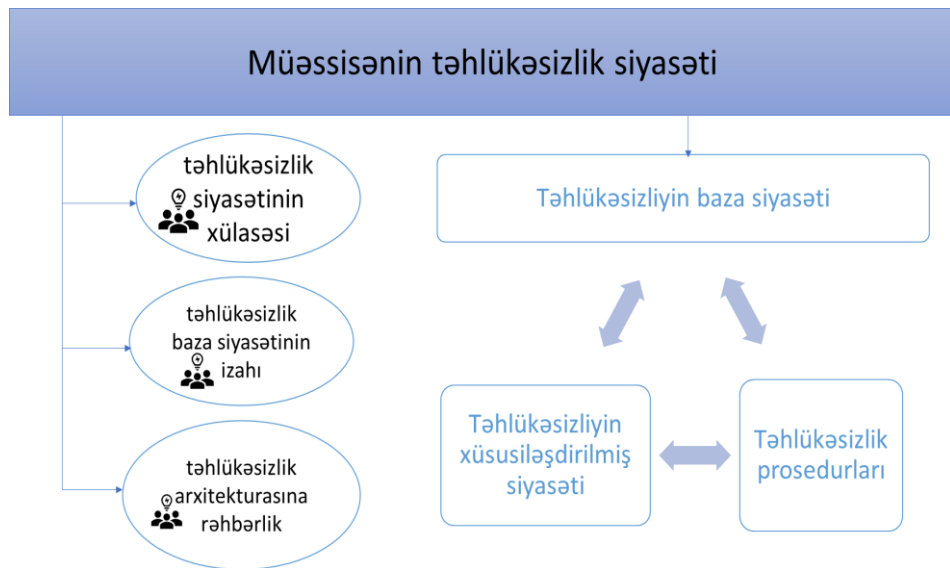 Müəssisənin təhlükəsizlik siyasəti
təhlükəsizlik
siyasətinin
xülasəsi
təhlükəsizlik
baza siyasətinin
izahı
təhlükəsizlik
arxitekturasına
rəhbərlik
Təhlükəsizliyin baza siyasəti
Təhlükəsizliyin
xüsusiləşdirilmiş
siyasəti
Təhlükəsizlik
prosedurları